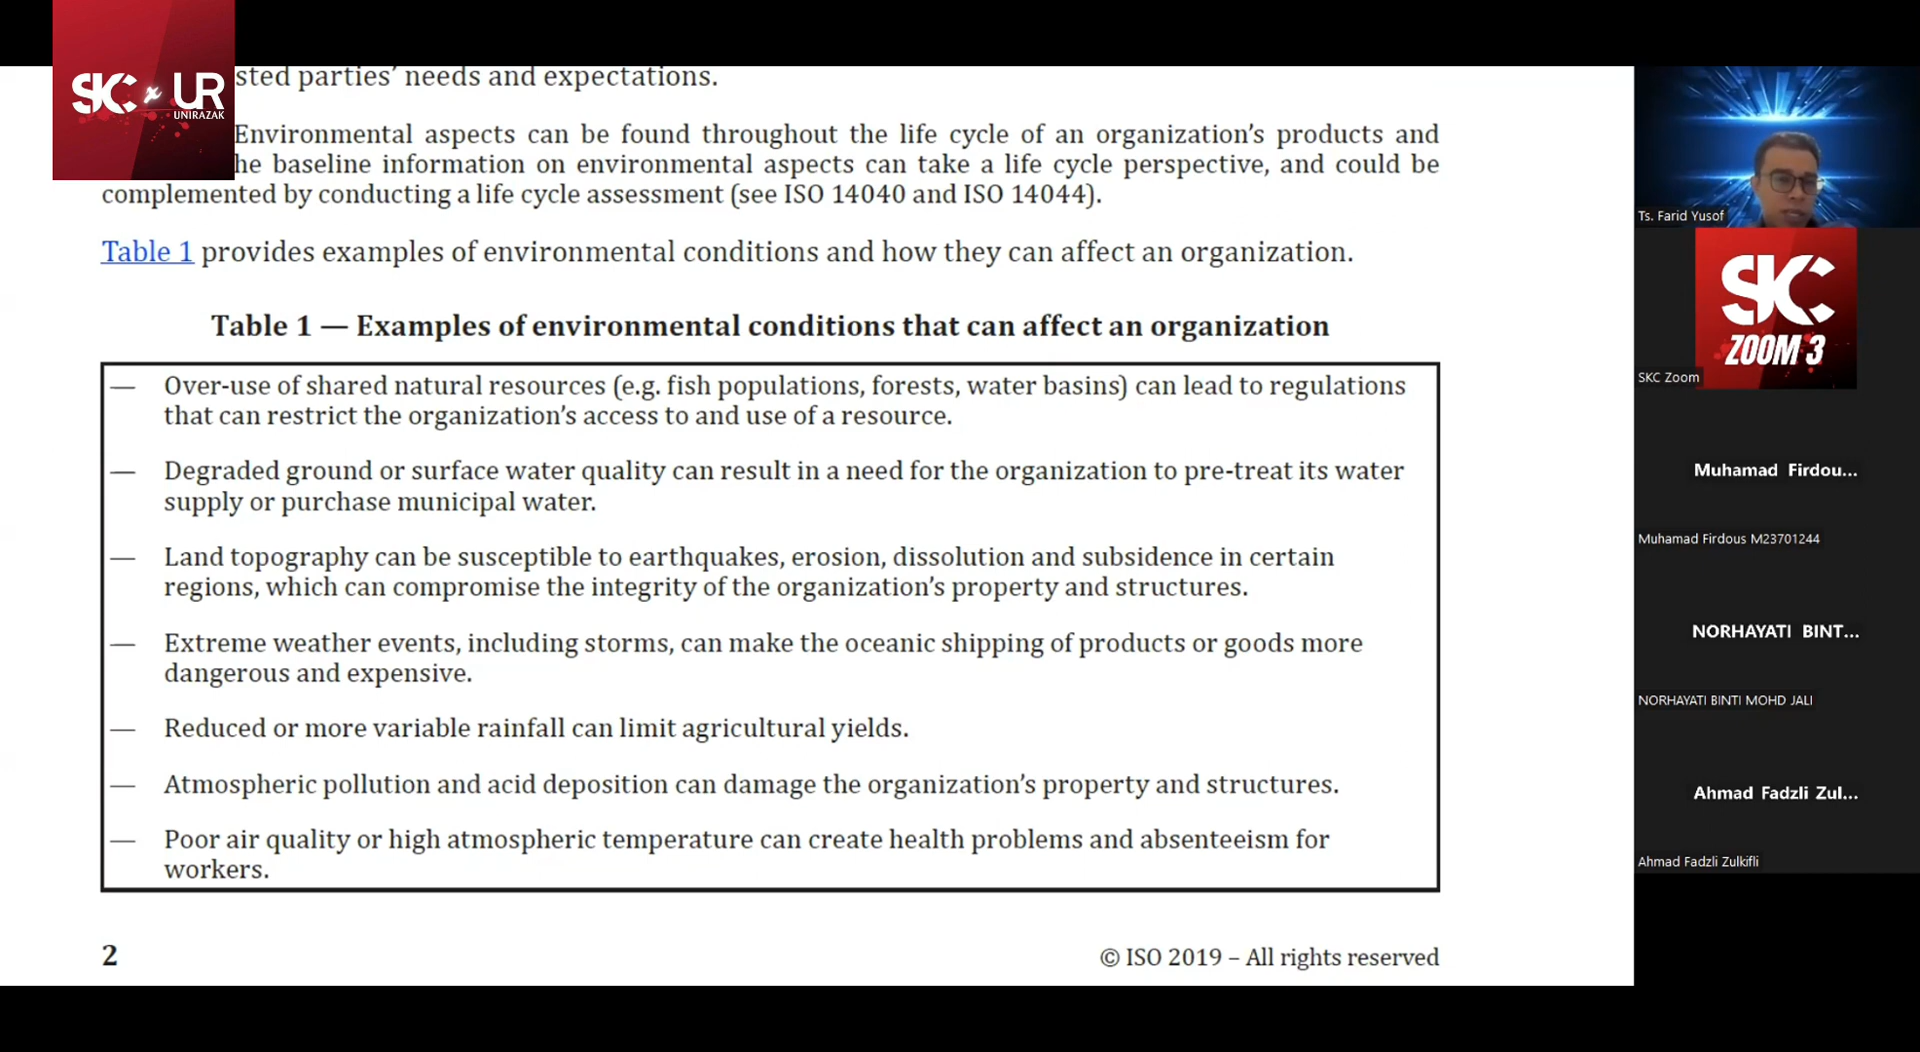 SKC x UR
UNIRAZAK
sted parties’ needs and expectations.
Environmental aspects can be found throughout the life cycle of an organization’s products and
he baseline information on environmental aspects can take a life cycle perspective, and could be
complemented by conducting a life cycle assessment (see ISO 14040 and ISO 14044).
Table 1 provides examples of environmental conditions and how they can affect an organization.
Table 1 — Examples of environmental conditions that can affect an organization
— Over-use of shared natural resources (e.g. fish populations, forests, water basins) can lead to regulations
that can restrict the organization’s access to and use of a resource.
— Degraded ground or surface water quality can result in a need for the organization to pre-treat its water
supply or purchase municipal water.
— Land topography can be susceptible to earthquakes, erosion, dissolution and subsidence in certain
regions, which can compromise the integrity of the organization’s property and structures.
— Extreme weather events, including storms, can make the oceanic shipping of products or goods more
dangerous and expensive.
— Reduced or more variable rainfall can limit agricultural yields.
— Atmospheric pollution and acid deposition can damage the organization’s property and structures.
— Poor air quality or high atmospheric temperature can create health problems and absenteeism for
workers.
2
© ISO 2019 – All rights reserved
Ts. Farid Yusof
SKC
ZOOM 3
SKC Zoom
Muhamad Firdou...
Muhamad Firdous M23701244
NORHAYATI BINT...
NORHAYATI BINTI MOHD JALI
Ahmad Fadzli Zul...
Ahmad Fadzli Zulkifli